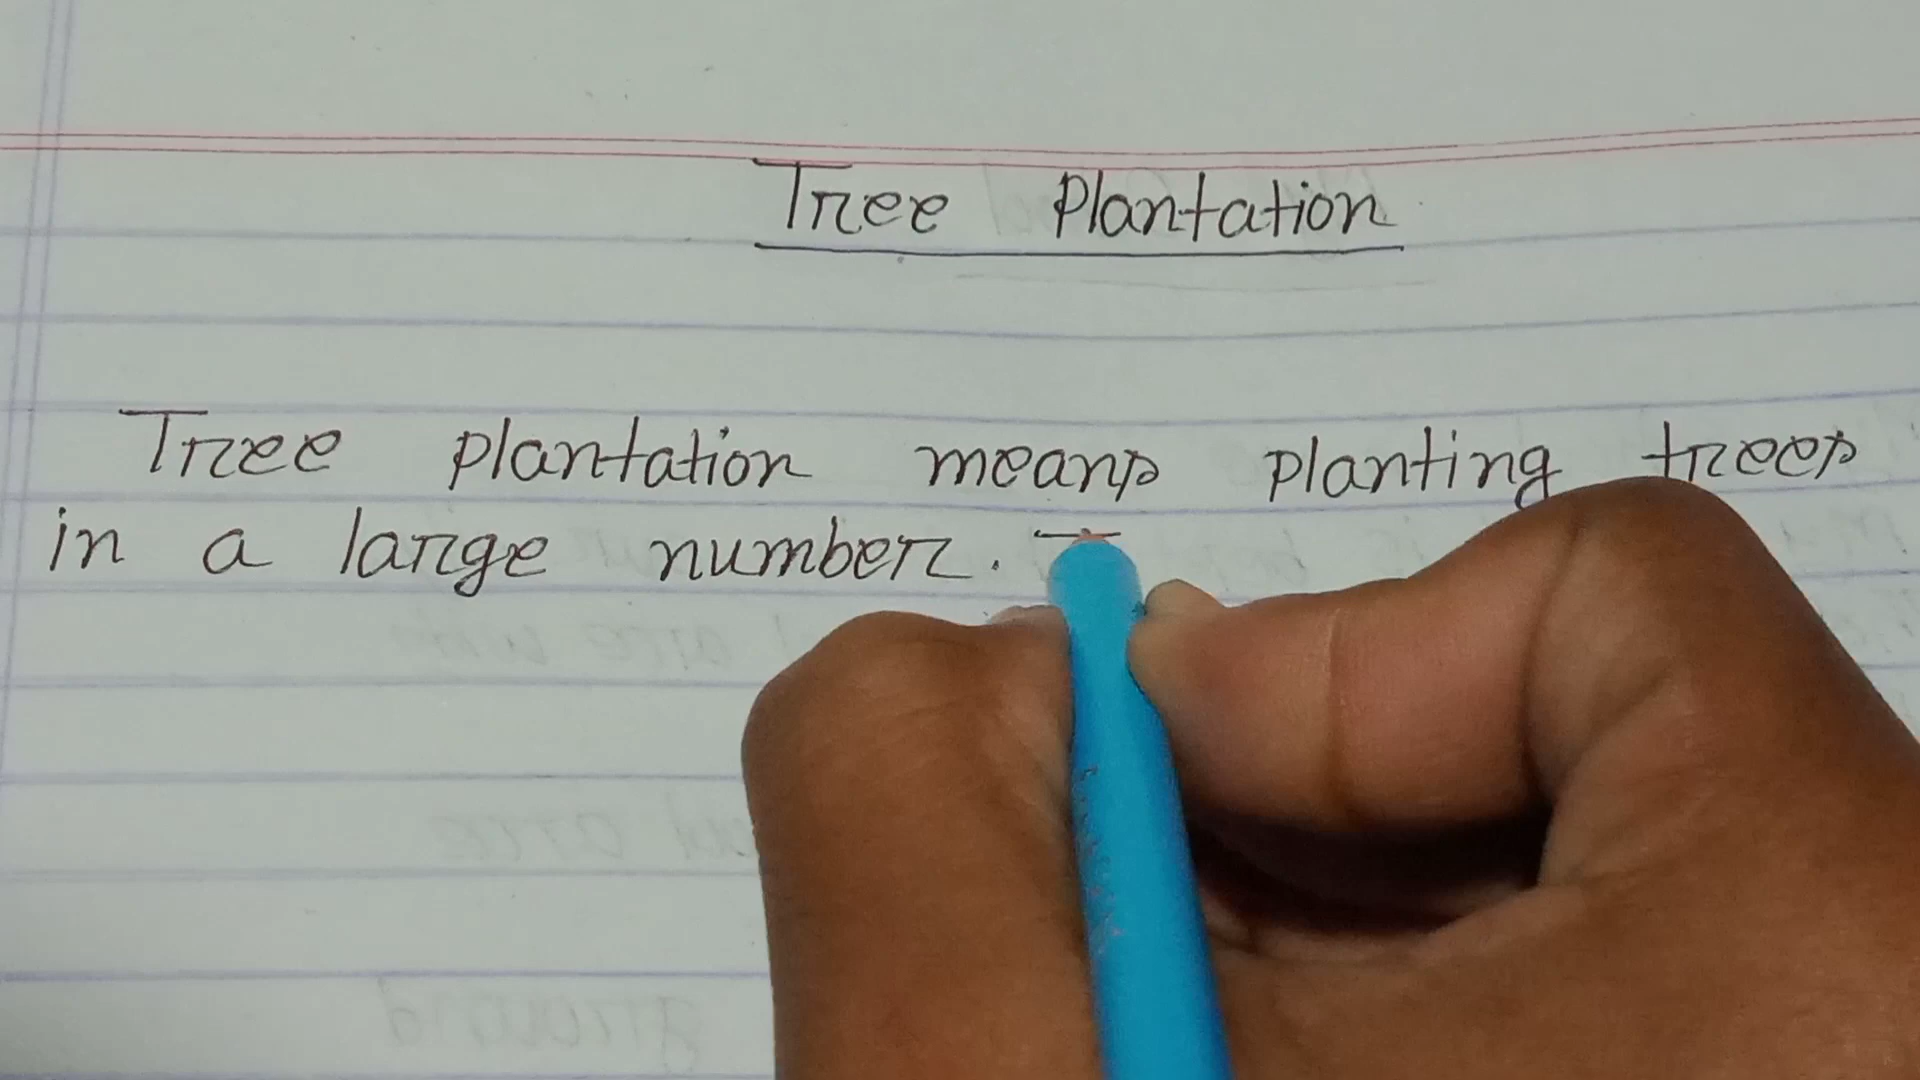 Tree Plantation
Tree plantation means planting trees
in a large number.